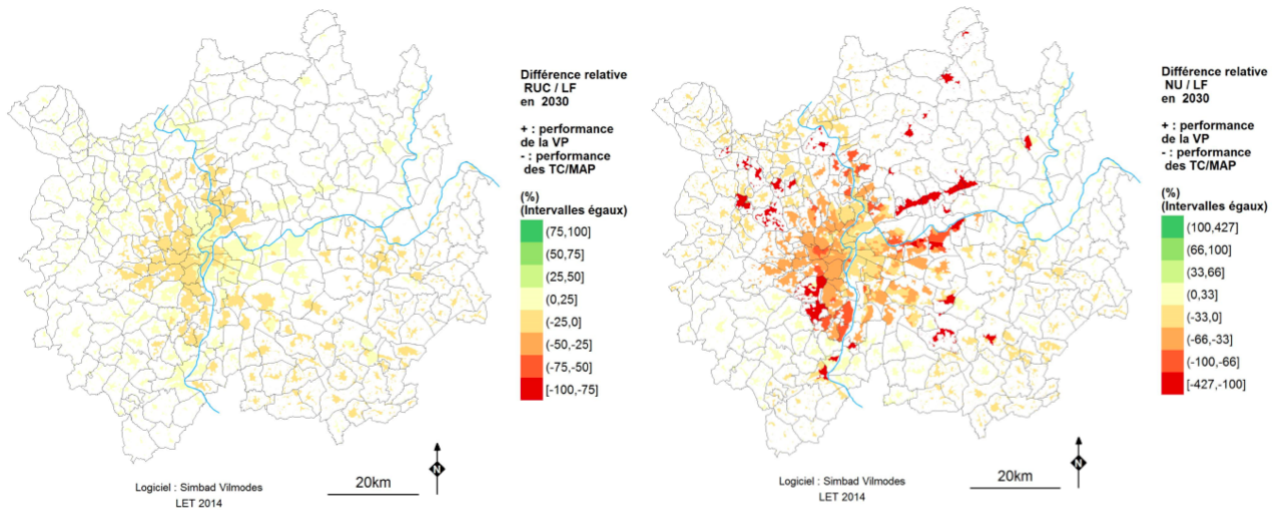 Différence relative
RUC / LF
en 2030
+ : performance
de la VP
- : performance
des TC/MAP
(%)
(Intervalles égaux)
(75,100]
(50,75]
(25,50]
(0,25]
(-25,0]
(-50,-25]
(-75,-50]
[-100,-75]
N
20km
Logiciel : Simbad Vilmodes
LET 2014
Différence relative
NU / LF
en 2030
+ : performance
de la VP
- : performance
des TC/MAP
(%)
(Intervalles égaux)
(100,427]
(66,100]
(33,66]
(0,33]
(-33,0]
(-66,-33]
(-100,-66]
[-427,-100]
N
20km
Logiciel : Simbad Vilmodes
LET 2014